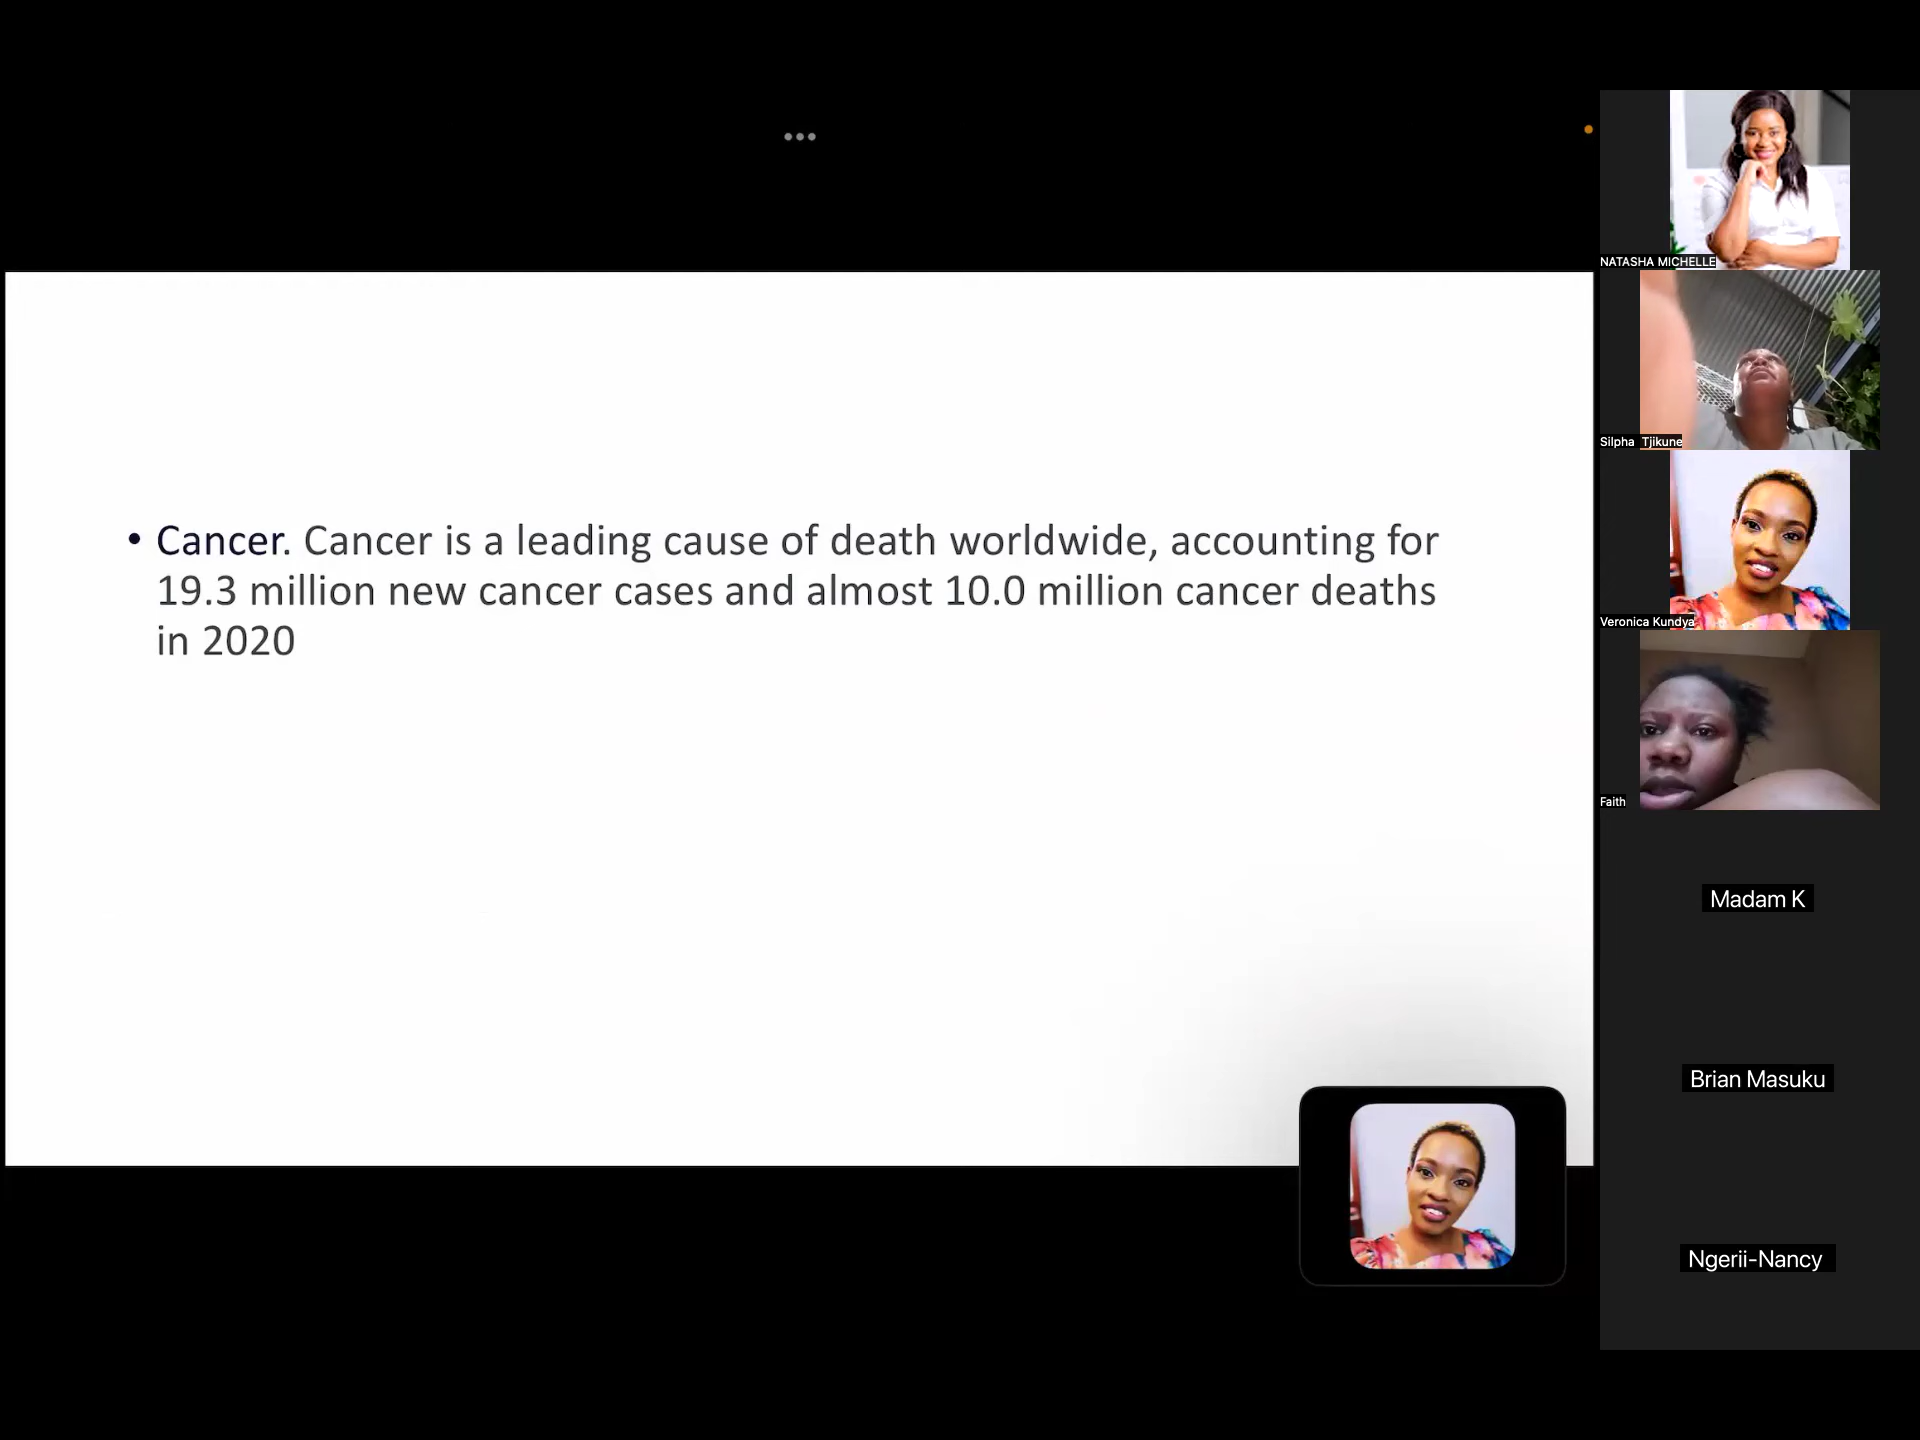 • Cancer. Cancer is a leading cause of death worldwide, accounting for
19.3 million new cancer cases and almost 10.0 million cancer deaths
in 2020
NATASHA MICHELLE
Silpha Tjikune
Veronica Kundya
Faith
Madam K
Brian Masuku
Ngerii-Nancy